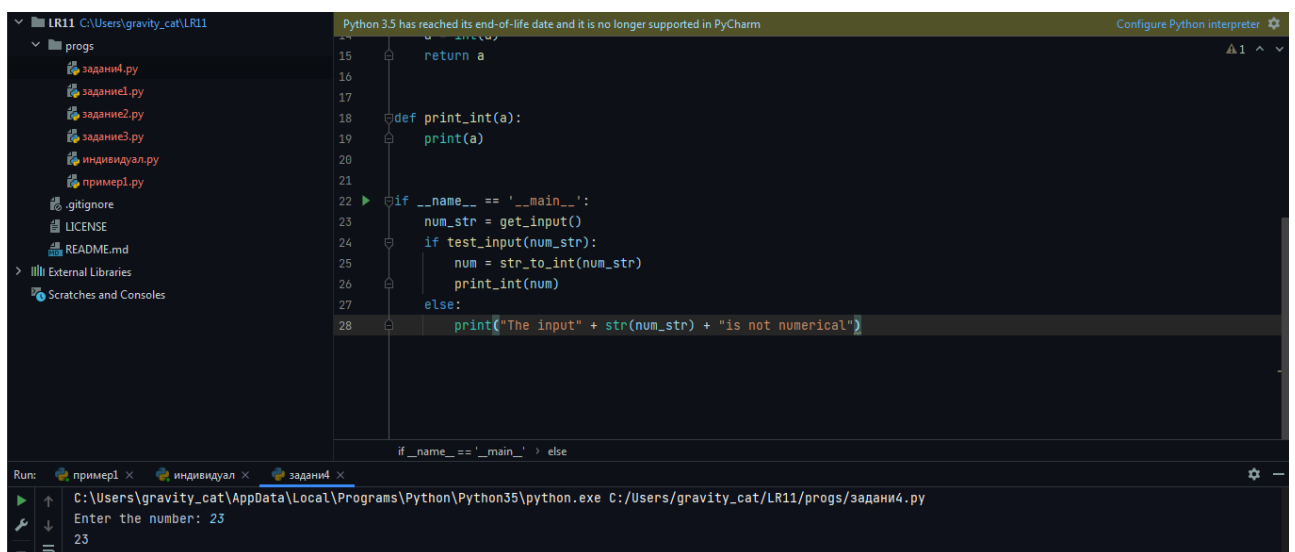 LR11 C:\Users\gravity_cat\LR11
progs
задани4.py
задание1.py
задание2.py
задание3.py
индивидуал.py
пример1.py
.gitignore
LICENSE
README.md
External Libraries
Scratches and Consoles
Python 3.5 has reached its end-of-life date and it is no longer supported in PyCharm
Configure Python interpreter
1
14 a = int(a)
15 return a
16
17
18 def print_int(a):
19 print(a)
20
21
22 if __name__ == '__main__':
23 num_str = get_input()
24 if test_input(num_str):
25 num = str_to_int(num_str)
26 print_int(num)
27 else:
28 print("The input" + str(num_str) + "is not numerical")
if __name__ == '__main__' > else
Run: пример1 × индивидуал × задани4 ×
C:\Users\gravity_cat\AppData\Local\Programs\Python\Python35\python.exe C:/Users/gravity_cat/LR11/progs/задани4.py
Enter the number: 23
23